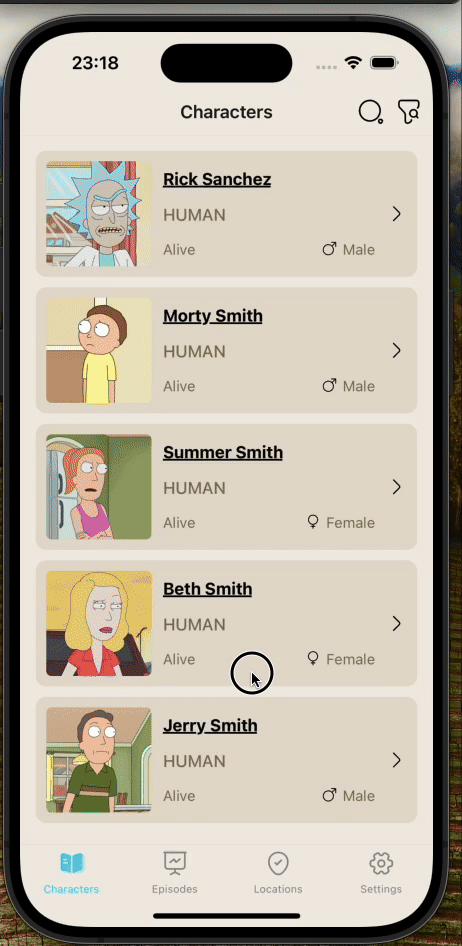 23:18
Characters
Rick Sanchez
HUMAN
Alive
Male
Morty Smith
HUMAN
Alive
Male
Summer Smith
HUMAN
Alive
Female
Beth Smith
HUMAN
Alive
Female
Jerry Smith
HUMAN
Alive
Male
Characters
Episodes
Locations
Settings